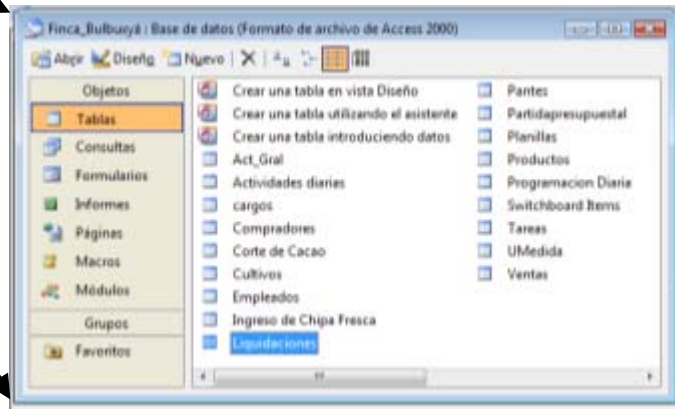 Finca_Bulbuxyá : Base de datos (Formato de archivo de Access 2000)
Abrir Diseño Nuevo
Objetos
Tablas
Consultas
Formularios
Informes
Páginas
Macros
Módulos
Grupos
Favoritos
Crear una tabla en vista Diseño
Crear una tabla utilizando el asistente
Crear una tabla introduciendo datos
Act_Gral
Actividades diarias
cargos
Compradores
Corte de Cacao
Cultivos
Empleados
Ingreso de Chipa Fresca
Liquidaciones
Pantes
Partidapresupuestal
Planillas
Productos
Programacion Diaria
Switchboard Items
Tareas
UMedida
Ventas